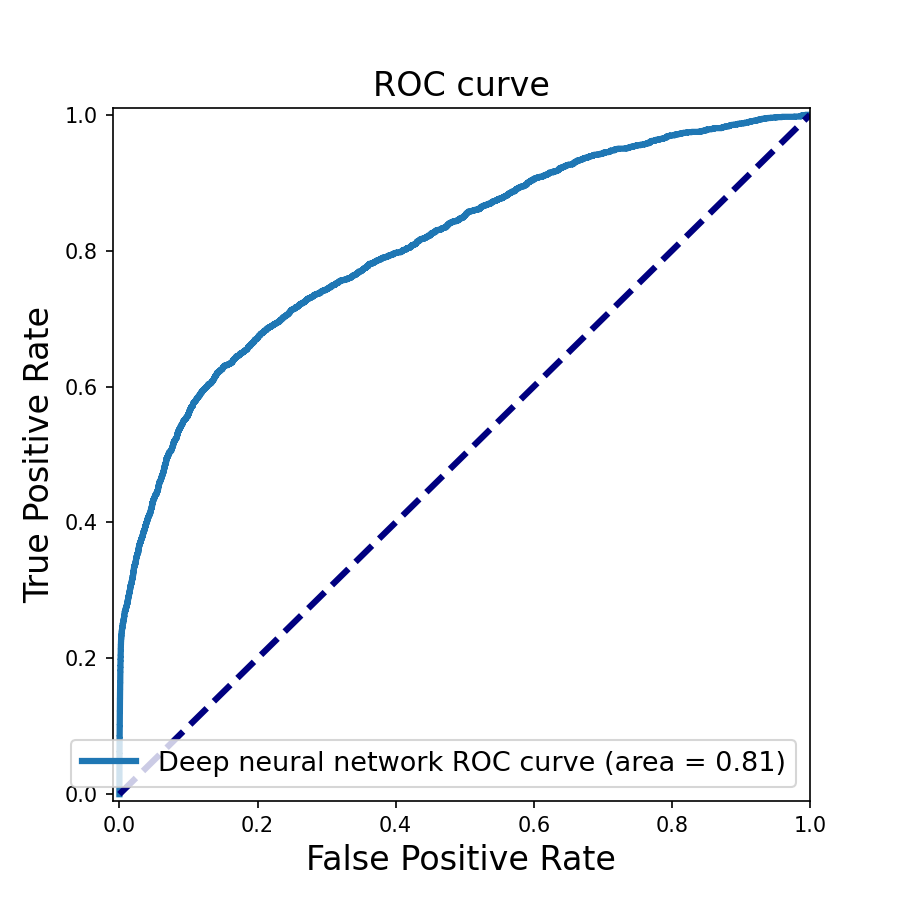 ROC curve
True Positive Rate
1.0
0.8
0.6
0.4
0.2
0.0
Deep neural network ROC curve (area = 0.81)
0.0 0.2 0.4 0.6 0.8 1.0
False Positive Rate